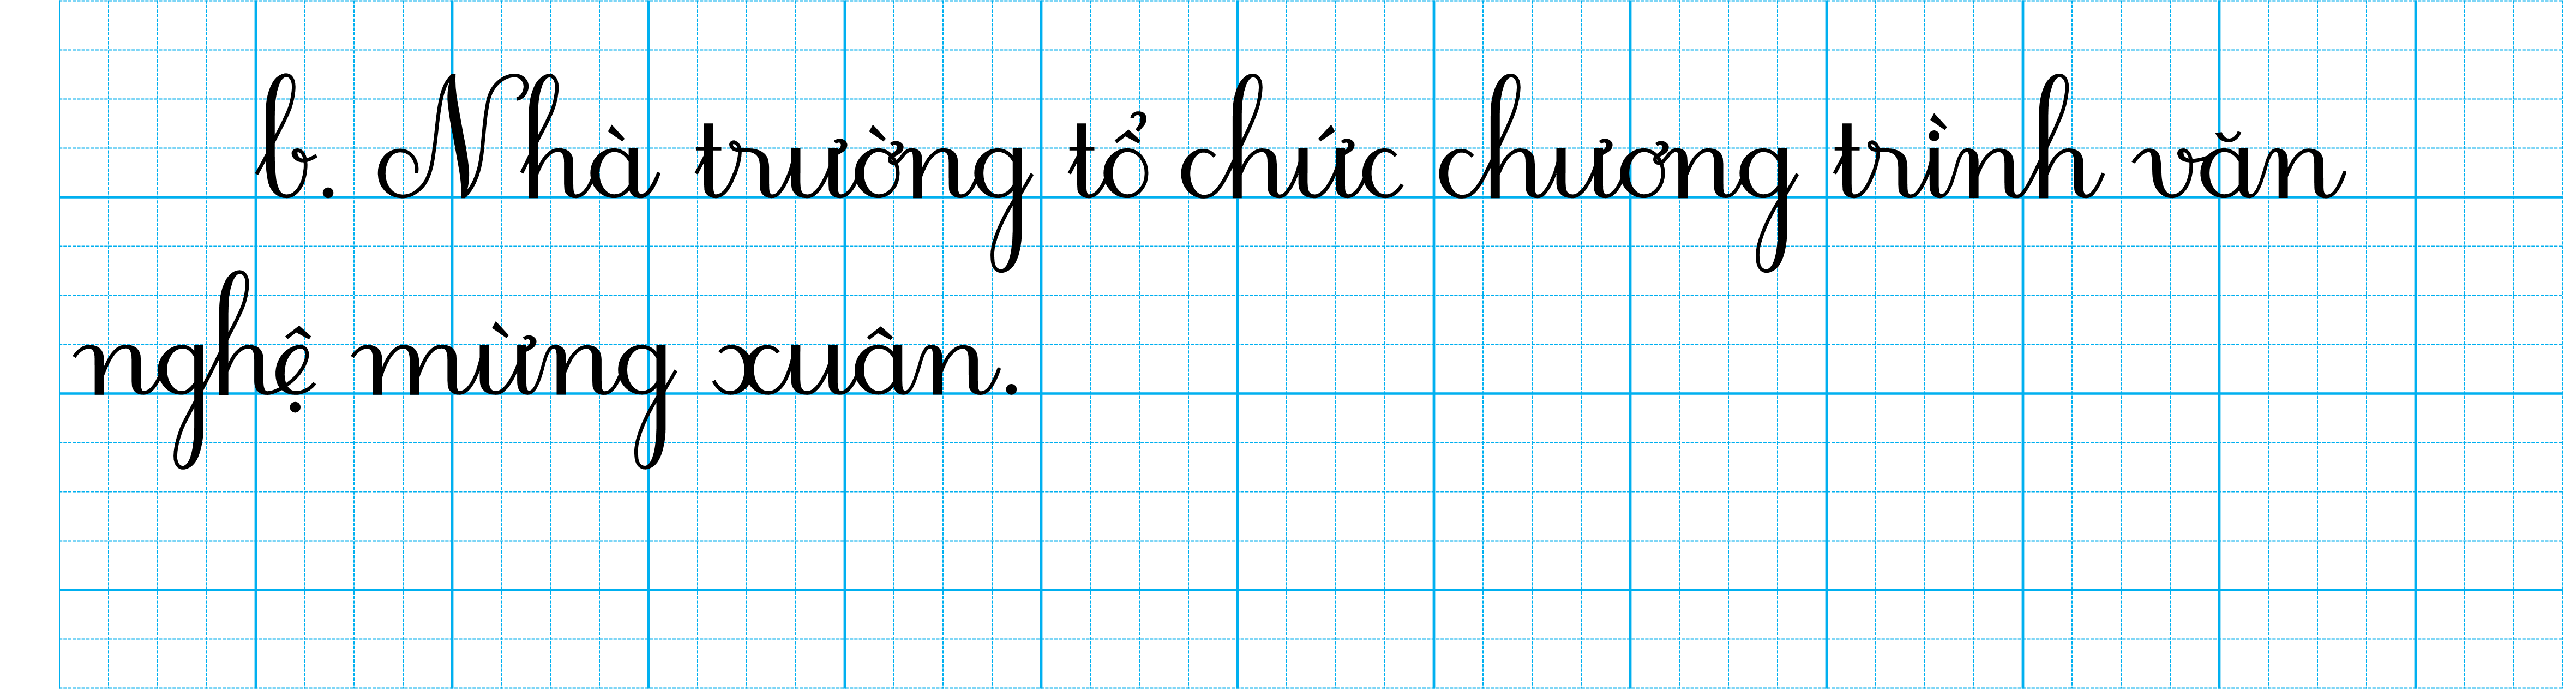 b. Nhà trường tổ chức chương trình văn
nghệ mừng xuân.